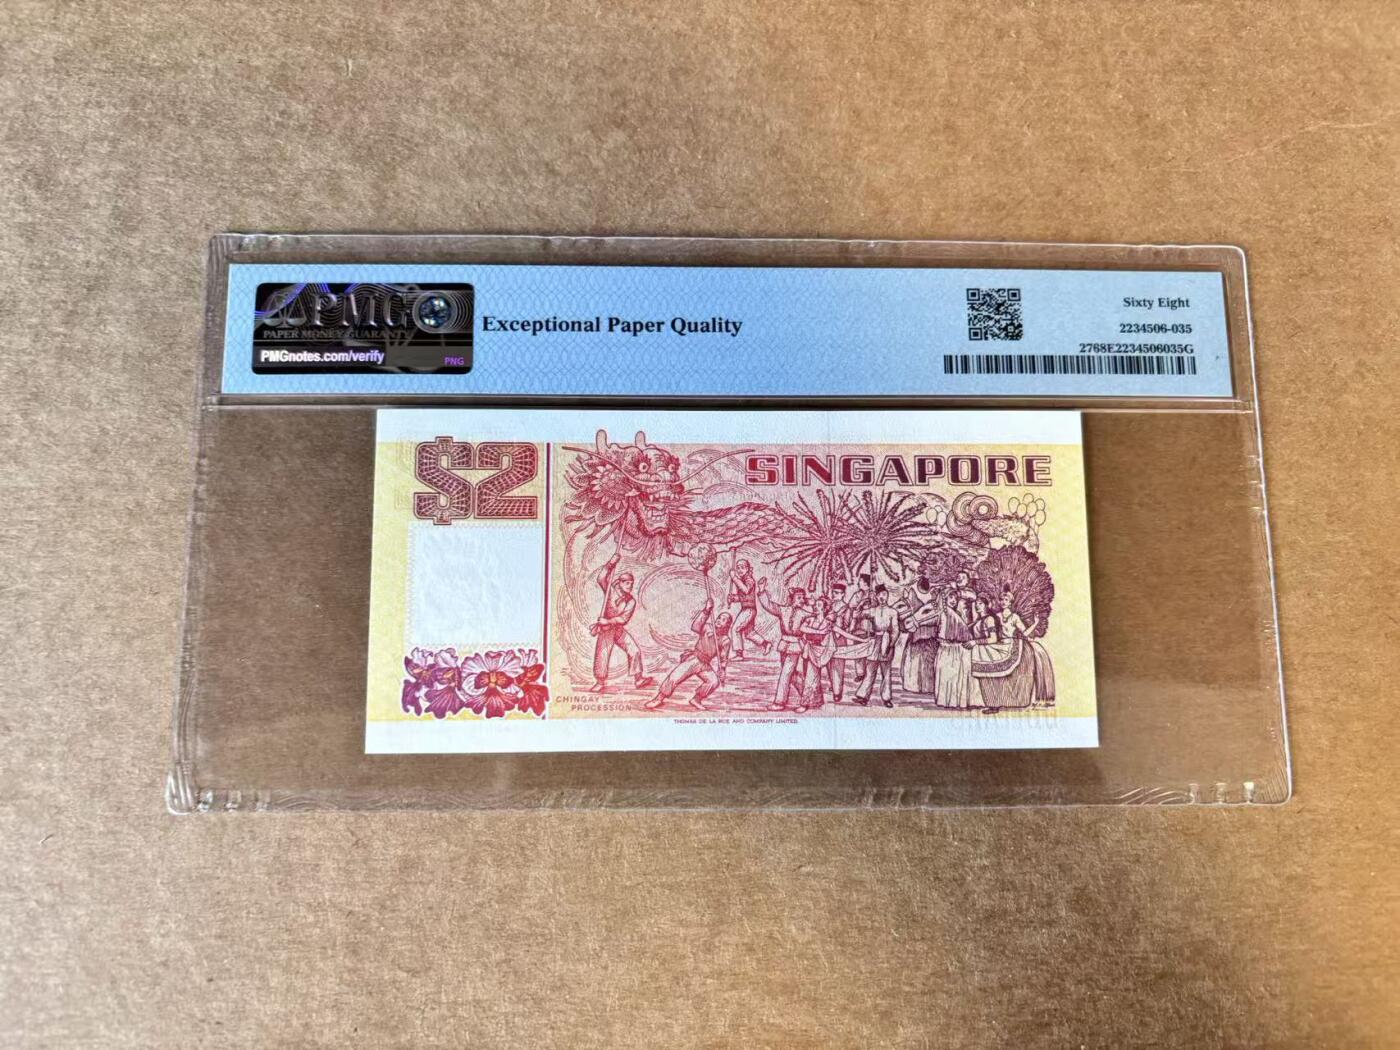 PMG
PAPER MONEY GUARANTY
PMGnotes.com/verify
PNG
Exceptional Paper Quality
Sixty Eight
2234506-035
2768E2234506035G
$2
SINGAPORE
CHINGAY
PROCESSION
THOMAS DE LA RUE AND COMPANY LIMITED